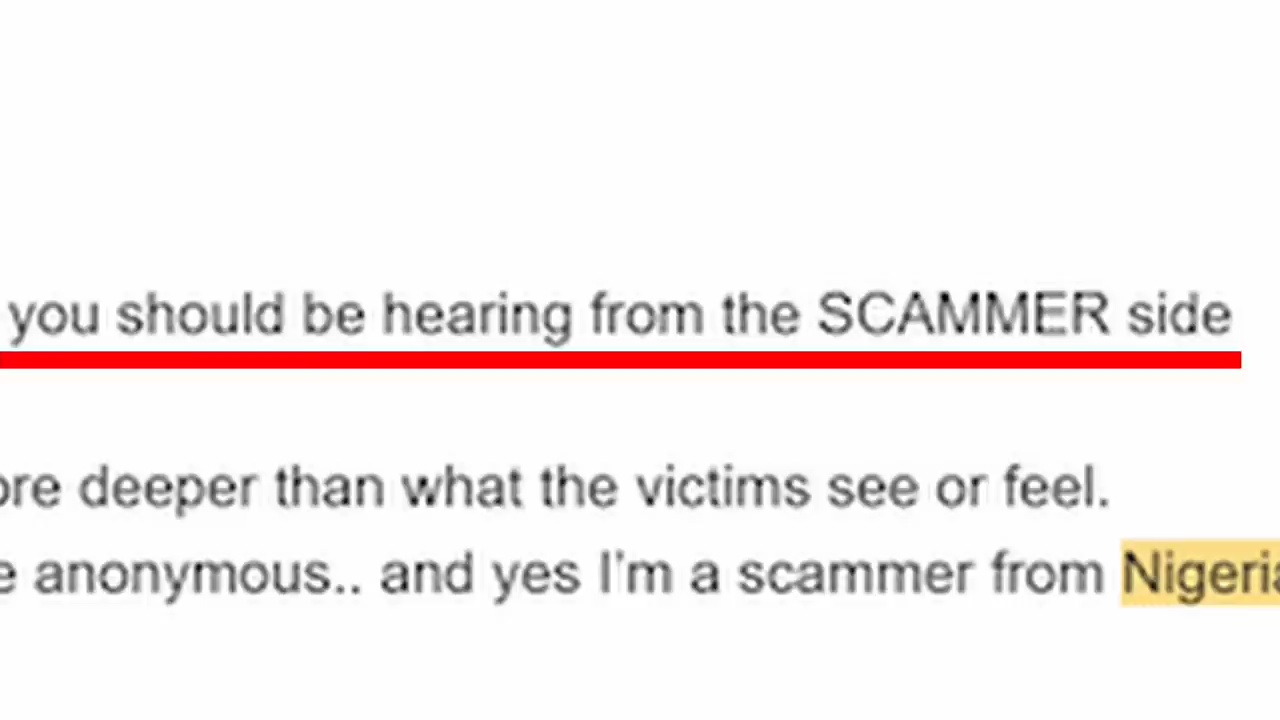 you should be hearing from the SCAMMER side
deeper than what the victims see or feel.
anonymous.. and yes I'm a scammer from